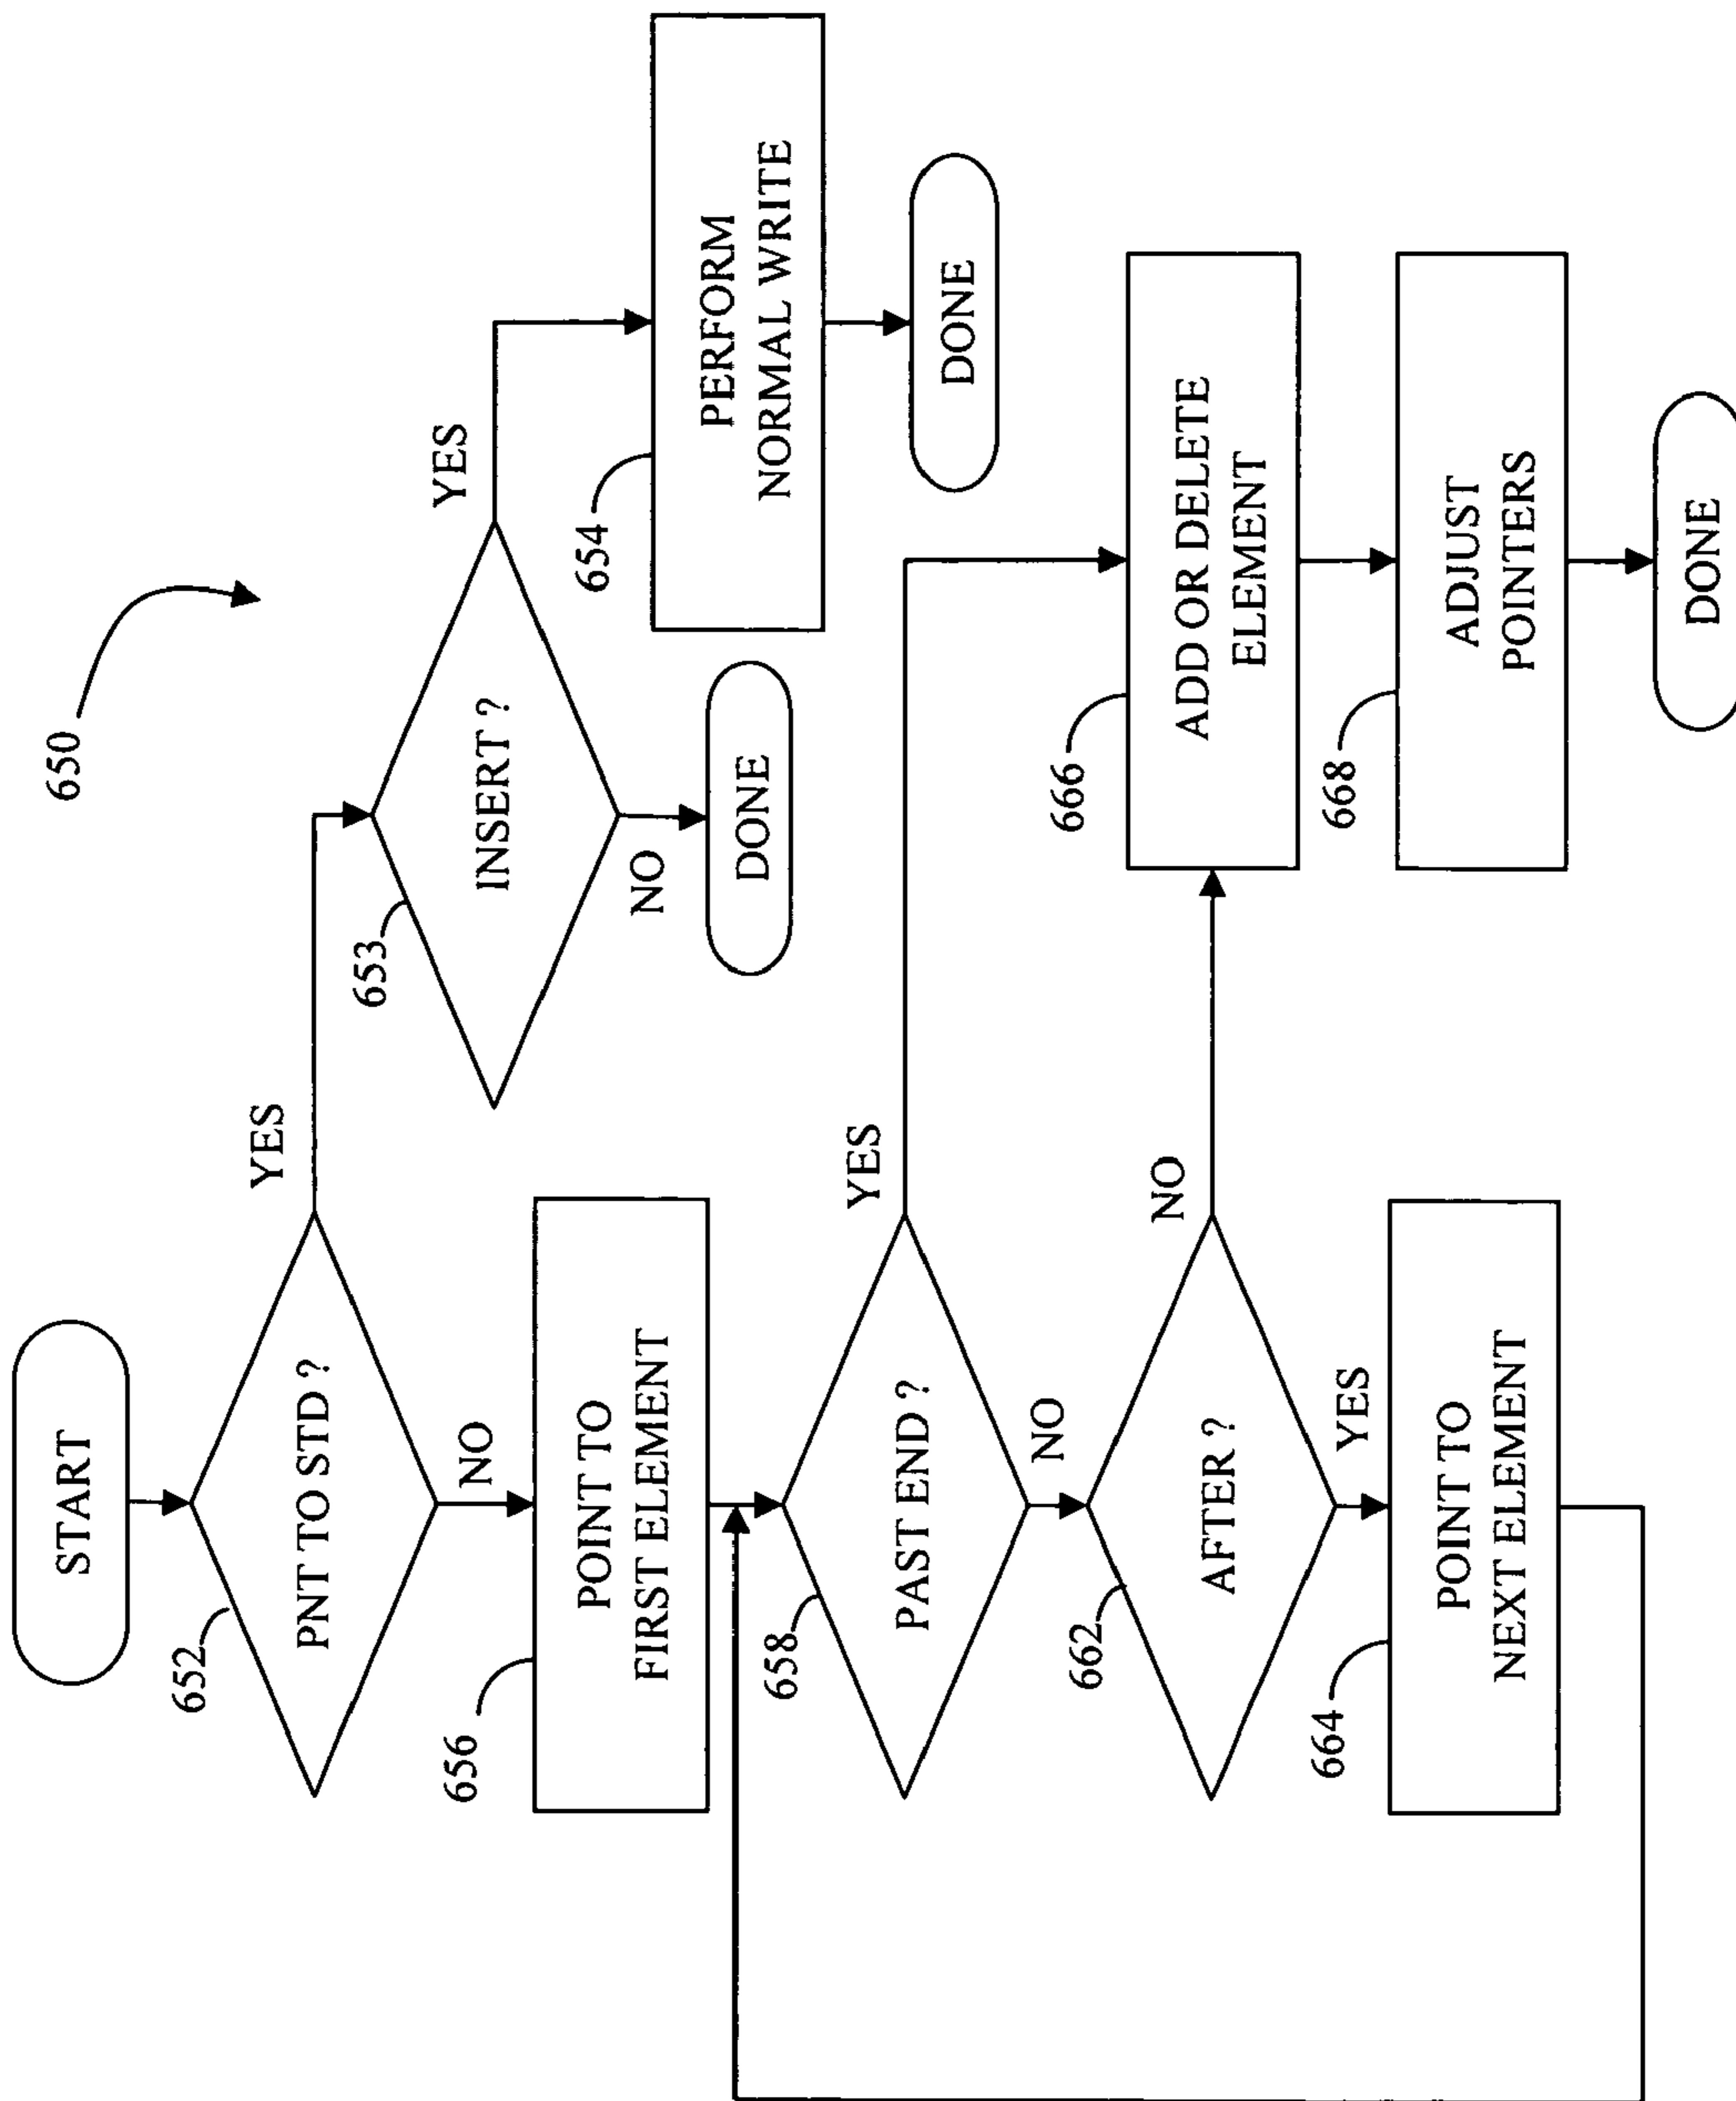 650
START
652
PNT TO STD ?
YES
NO
653
INSERT ?
YES
NO
DONE
654
PERFORM
NORMAL WRITE
DONE
656
POINT TO
FIRST ELEMENT
658
PAST END ?
YES
NO
662
AFTER ?
NO
YES
664
POINT TO
NEXT ELEMENT
666
ADD OR DELETE
ELEMENT
668
ADJUST
POINTERS
DONE